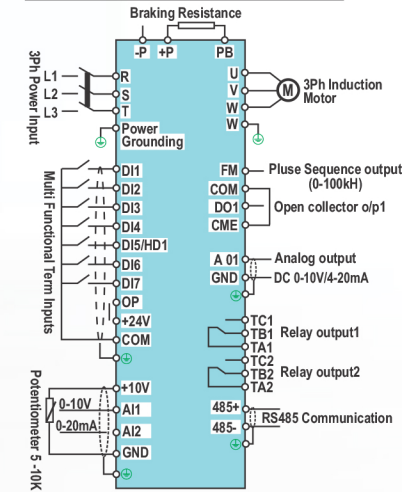 Braking Resistance
-P +P PB
3Ph Power Input
L1 R
L2 S
L3 T
Power
Grounding
U
V
W
W
M
3Ph Induction
Motor
Multi Functional Term Inputs
DI1
DI2
DI3
DI4
DI5/HD1
DI6
DI7
OP
+24V
COM
FM Pluse Sequence output
(0-100kH)
COM
DO1 Open collector o/p1
CME
A 01 Analog output
GND DC 0-10V/4-20mA
TC1
TB1 Relay output1
TA1
TC2
TB2 Relay output2
TA2
Potentiometer 5 -10K
+10V
0-10V AI1
0-20mA AI2
GND
485+
485-
RS485 Communication